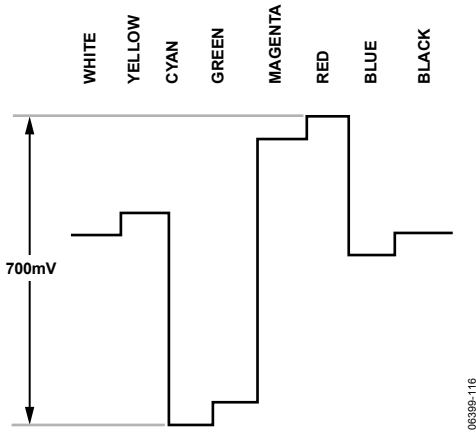 WHITE
YELLOW
CYAN
GREEN
MAGENTA
RED
BLUE
BLACK
700mV
06399-116